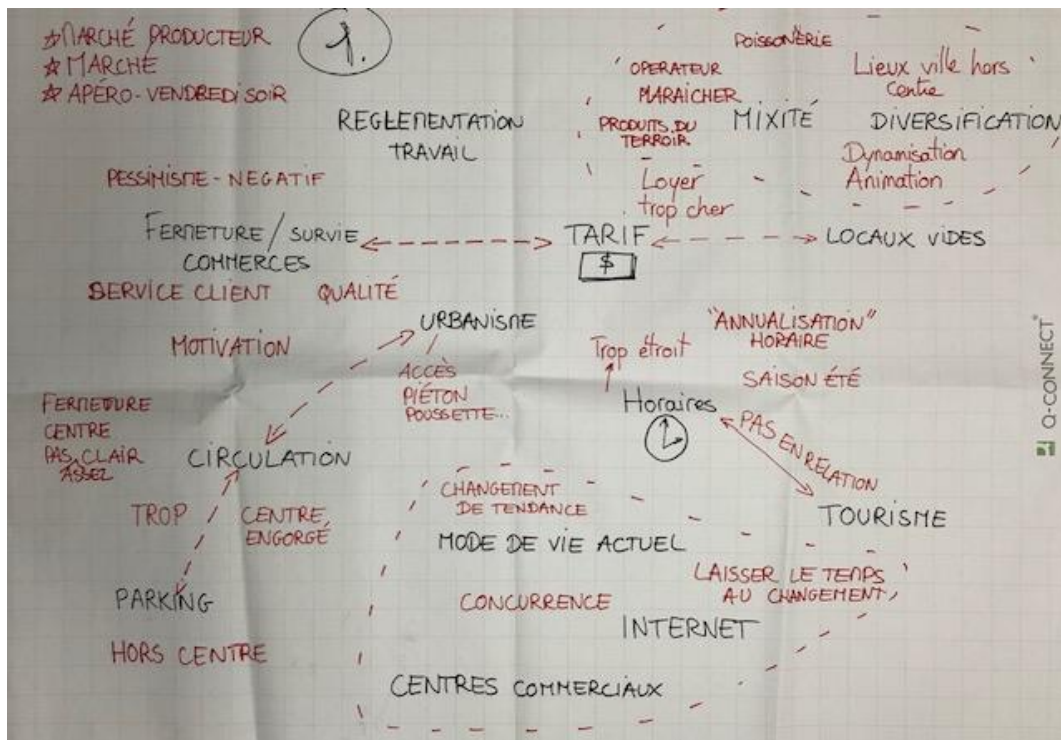 ☆ MARCHÉ PRODUCTEUR
☆ MARCHÉ
☆ APÉRO-VENDREDI SOIR
1.
POISSONERIE
OPERATEUR
MARAICHER
PRODUITS DU
TERROIR
MIXITÉ
Lieux ville hors
Centre
DIVERSIFICATION
Dynamisation
Animation
REGLEMENTATION
TRAVAIL
PESSIMISME - NEGATIF
Loyer
trop cher
FERMETURE / SURVIE
COMMERCES
TARIF
$
LOCAUX VIDES
SERVICE CLIENT
QUALITÉ
MOTIVATION
URBANISME
ACCÈS
PIÉTON
POUSSETTE...
Trop étroit
"ANNUALISATION"
HORAIRE
SAISON ÉTÉ
Horaires
PAS EN RELATION
TOURISME
FERMETURE
CENTRE
PAS CLAIR
ASSEZ
CIRCULATION
TROP
CENTRE
ENGORGÉ
PARKING
HORS CENTRE
CHANGEMENT
DE TENDANCE
MODE DE VIE ACTUEL
LAISSER LE TEMPS
AU CHANGEMENT
CONCURRENCE
INTERNET
CENTRES COMMERCIAUX
Q-CONNECT®